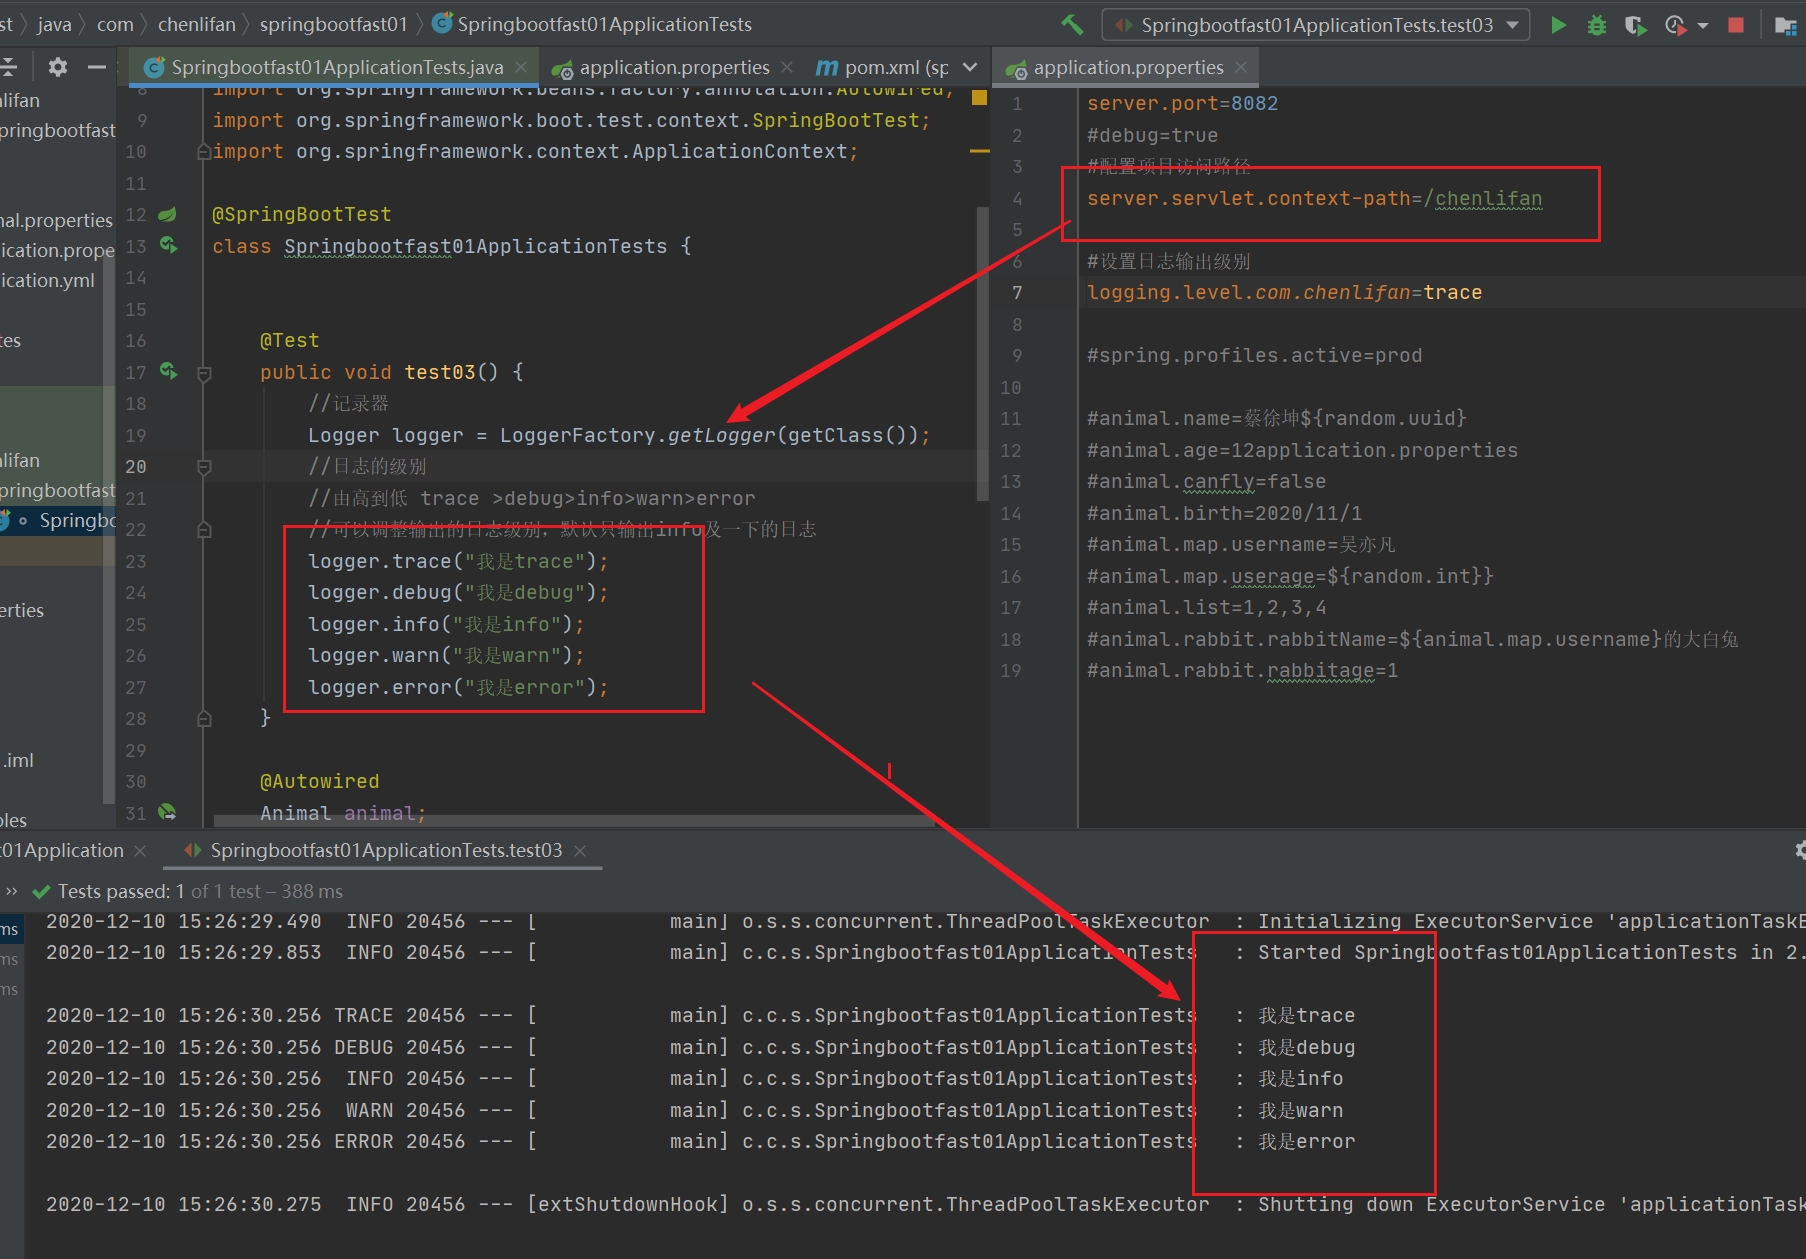 st › java › com › chenlifan › springbootfast01 › Springbootfast01ApplicationTests
Springbootfast01ApplicationTests.test03
Springbootfast01ApplicationTests.java
application.properties
pom.xml (sp
application.properties
lifan
pringbootfast
nal.properties
ication.prope
ication.yml
tes
nlifan
pringbootfast
Springbo
erties
.iml
oles
8 import org.springframework.beans.factory.annotation.Autowired;
9 import org.springframework.boot.test.context.SpringBootTest;
10 import org.springframework.context.ApplicationContext;
11
12 @SpringBootTest
13 class Springbootfast01ApplicationTests {
14
15
16 @Test
17 public void test03() {
18 //记录器
19 Logger logger = LoggerFactory.getLogger(getClass());
20 //日志的级别
21 //由高到低 trace >debug>info>warn>error
22 //可以调整输出的日志级别，默认只输出info及一下的日志
23 logger.trace("我是trace");
24 logger.debug("我是debug");
25 logger.info("我是info");
26 logger.warn("我是warn");
27 logger.error("我是error");
28 }
29
30 @Autowired
31 Animal animal;
1 server.port=8082
2 #debug=true
3 #配置项目访问路径
4 server.servlet.context-path=/chenlifan
5
6 #设置日志输出级别
7 logging.level.com.chenlifan=trace
8
9 #spring.profiles.active=prod
10
11 #animal.name=蔡徐坤${random.uuid}
12 #animal.age=12application.properties
13 #animal.canfly=false
14 #animal.birth=2020/11/1
15 #animal.map.username=吴亦凡
16 #animal.map.userage=${random.int}}
17 #animal.list=1,2,3,4
18 #animal.rabbit.rabbitName=${animal.map.username}的大白兔
19 #animal.rabbit.rabbitage=1
t01Application
Springbootfast01ApplicationTests.test03
» Tests passed: 1 of 1 test – 388 ms
ms
ms
ms
2020-12-10 15:26:29.490  INFO 20456 --- [           main] o.s.s.concurrent.ThreadPoolTaskExecutor  : Initializing ExecutorService 'applicationTaskE
2020-12-10 15:26:29.853  INFO 20456 --- [           main] c.c.s.Springbootfast01ApplicationTests   : Started Springbootfast01ApplicationTests in 2.
2020-12-10 15:26:30.256 TRACE 20456 --- [           main] c.c.s.Springbootfast01ApplicationTests   : 我是trace
2020-12-10 15:26:30.256 DEBUG 20456 --- [           main] c.c.s.Springbootfast01ApplicationTests   : 我是debug
2020-12-10 15:26:30.256  INFO 20456 --- [           main] c.c.s.Springbootfast01ApplicationTests   : 我是info
2020-12-10 15:26:30.256  WARN 20456 --- [           main] c.c.s.Springbootfast01ApplicationTests   : 我是warn
2020-12-10 15:26:30.256 ERROR 20456 --- [           main] c.c.s.Springbootfast01ApplicationTests   : 我是error
2020-12-10 15:26:30.275  INFO 20456 --- [extShutdownHook] o.s.s.concurrent.ThreadPoolTaskExecutor  : Shutting down ExecutorService 'applicationTask